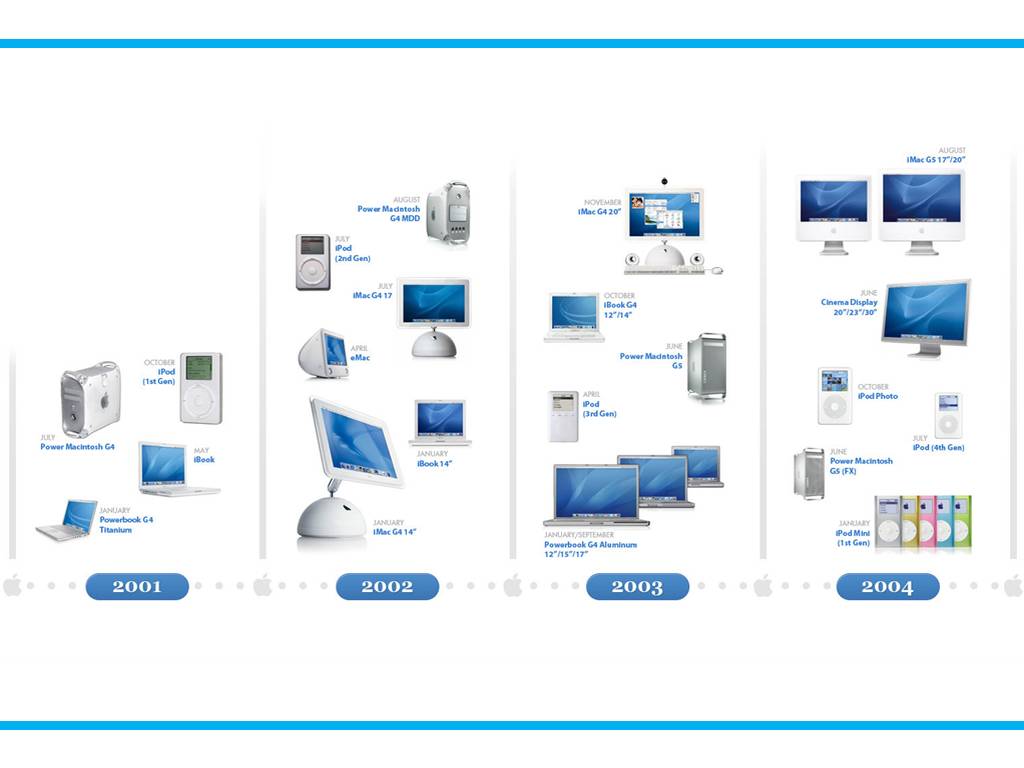 OCTOBER
iPod
(1st Gen)
JULY
Power Macintosh G4
MAY
iBook
JANUARY
Powerbook G4
Titanium
2001
AUGUST
Power Macintosh
G4 MDD
JULY
iPod
(2nd Gen)
JULY
iMac G4 17
APRIL
eMac
JANUARY
iBook 14"
JANUARY
iMac G4 14"
2002
NOVEMBER
iMac G4 20"
OCTOBER
iBook G4
12"/14"
JUNE
Power Macintosh
G5
APRIL
iPod
(3rd Gen)
JANUARY/SEPTEMBER
Powerbook G4 Aluminum
12"/15"/17"
2003
AUGUST
iMac G5 17"/20"
JUNE
Cinema Display
20"/23"/30"
OCTOBER
iPod Photo
JULY
iPod (4th Gen)
JUNE
Power Macintosh
G5 (FX)
JANUARY
iPod Mini
(1st Gen)
2004